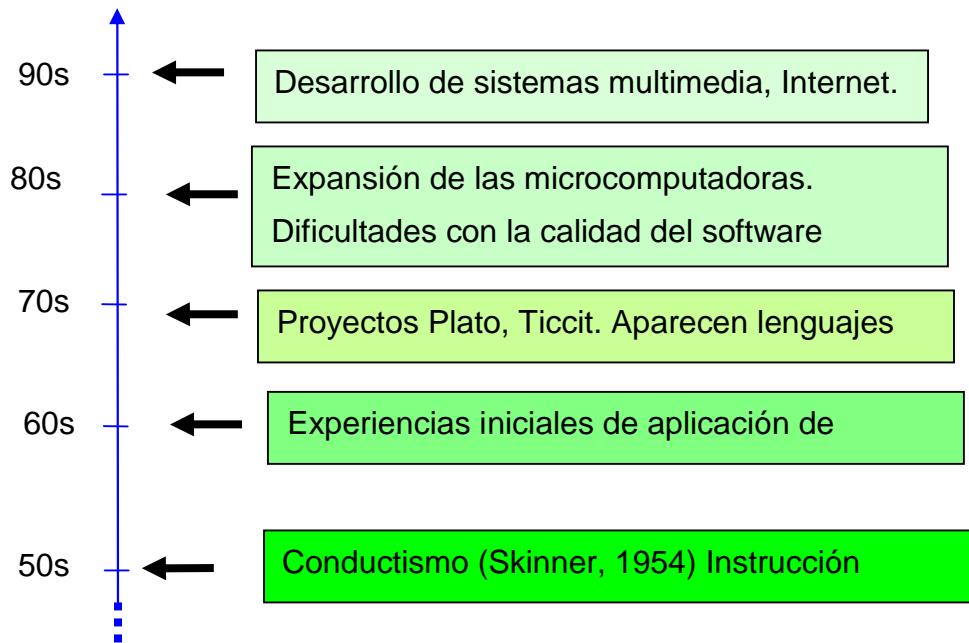 90s
Desarrollo de sistemas multimedia, Internet.
80s
Expansión de las microcomputadoras.
Dificultades con la calidad del software
70s
Proyectos Plato, Ticcit. Aparecen lenguajes
60s
Experiencias iniciales de aplicación de
50s
Conductismo (Skinner, 1954) Instrucción